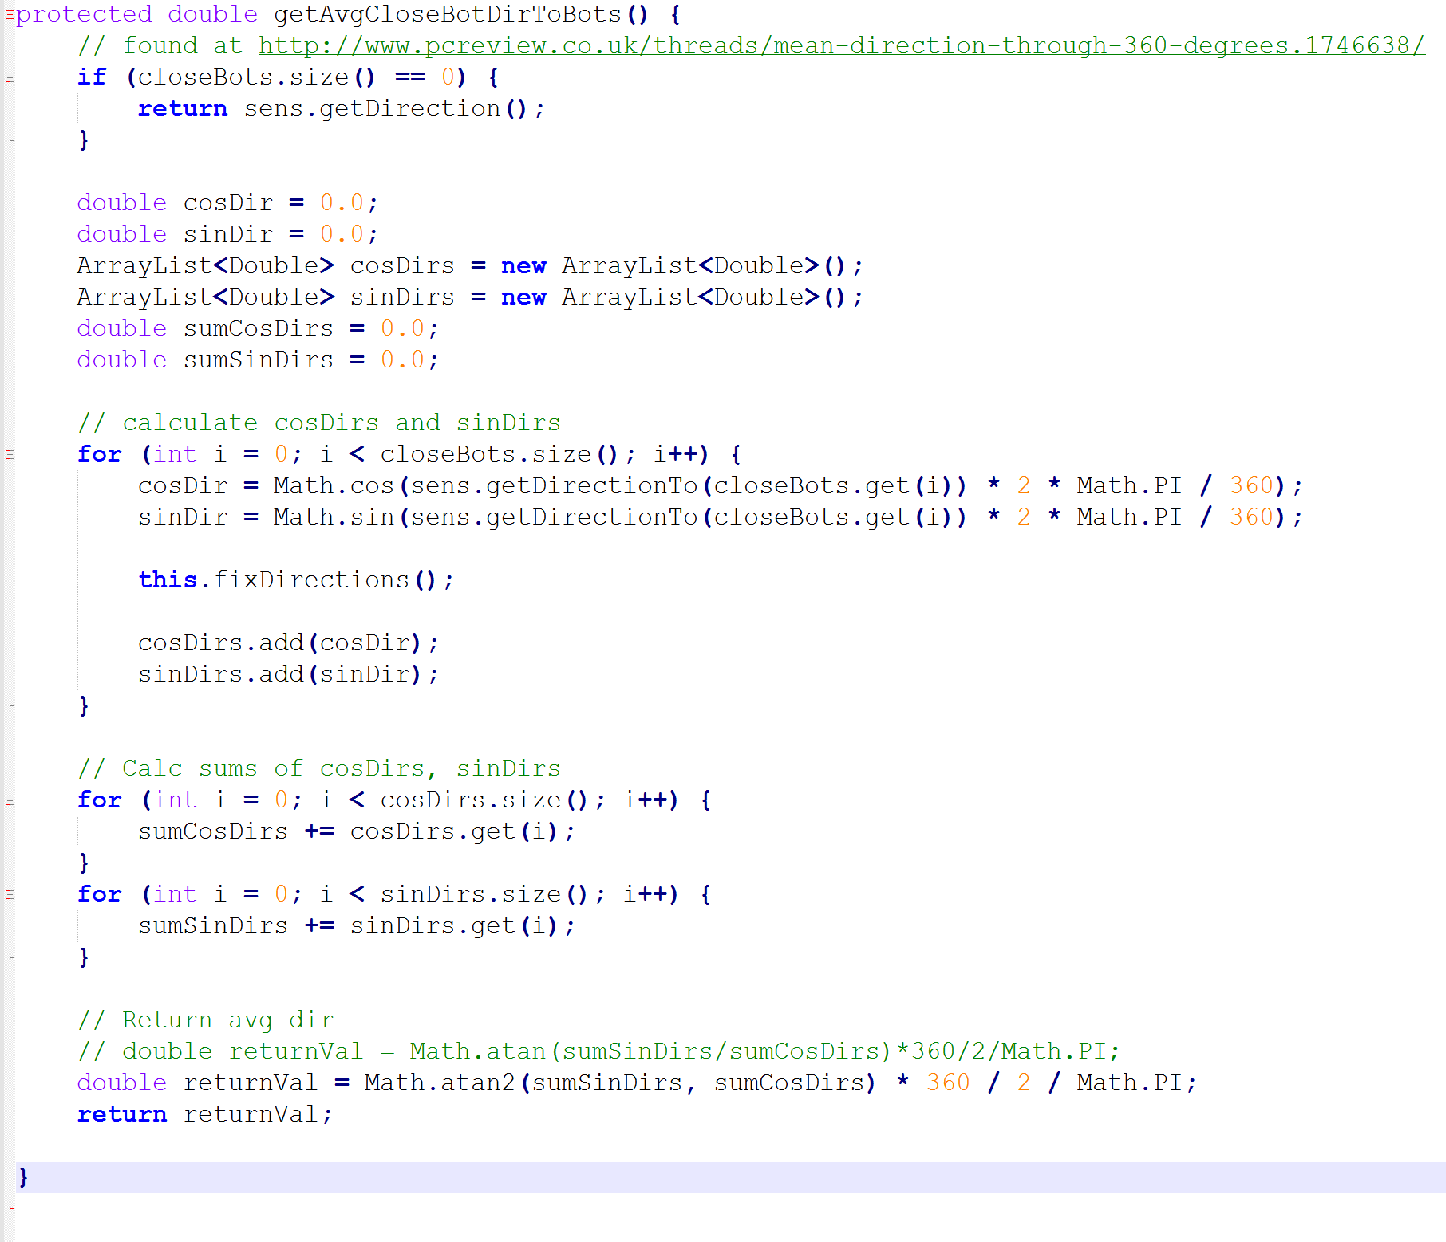 protected double getAvgCloseBotDirToBots() {
    // found at http://www.pcreview.co.uk/threads/mean-direction-through-360-degrees.1746638/
    if (closeBots.size() == 0) {
        return sens.getDirection();
    }

    double cosDir = 0.0;
    double sinDir = 0.0;
    ArrayList<Double> cosDirs = new ArrayList<Double>();
    ArrayList<Double> sinDirs = new ArrayList<Double>();
    double sumCosDirs = 0.0;
    double sumSinDirs = 0.0;

    // calculate cosDirs and sinDirs
    for (int i = 0; i < closeBots.size(); i++) {
        cosDir = Math.cos(sens.getDirectionTo(closeBots.get(i)) * 2 * Math.PI / 360);
        sinDir = Math.sin(sens.getDirectionTo(closeBots.get(i)) * 2 * Math.PI / 360);

        this.fixDirections();

        cosDirs.add(cosDir);
        sinDirs.add(sinDir);
    }

    // Calc sums of cosDirs, sinDirs
    for (int i = 0; i < cosDirs.size(); i++) {
        sumCosDirs += cosDirs.get(i);
    }
    for (int i = 0; i < sinDirs.size(); i++) {
        sumSinDirs += sinDirs.get(i);
    }

    // Return avg dir
    // double returnVal = Math.atan(sumSinDirs/sumCosDirs)*360/2/Math.PI;
    double returnVal = Math.atan2(sumSinDirs, sumCosDirs) * 360 / 2 / Math.PI;
    return returnVal;

}